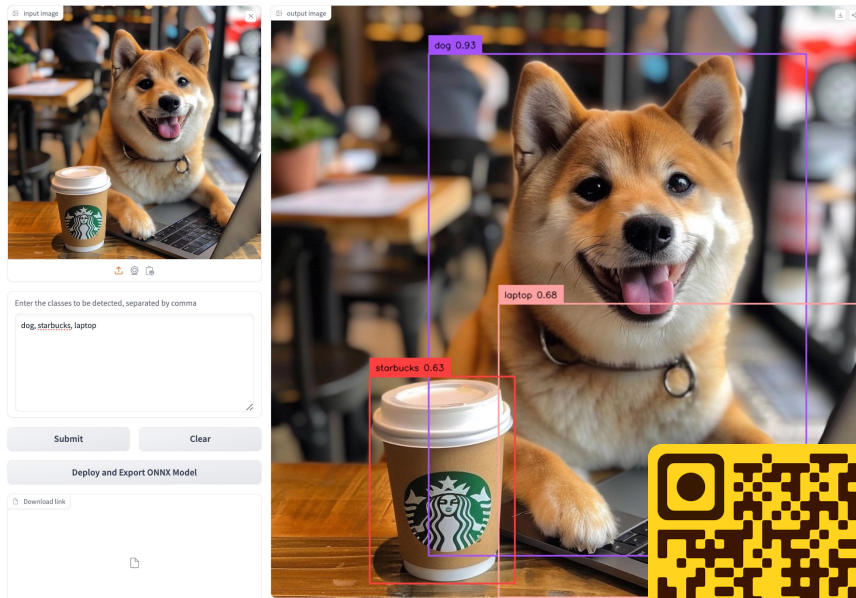 input image
Enter the classes to be detected, separated by comma
dog, starbucks, laptop
Submit
Clear
Deploy and Export ONNX Model
Download link
output image
dog 0.93
laptop 0.68
starbucks 0.63